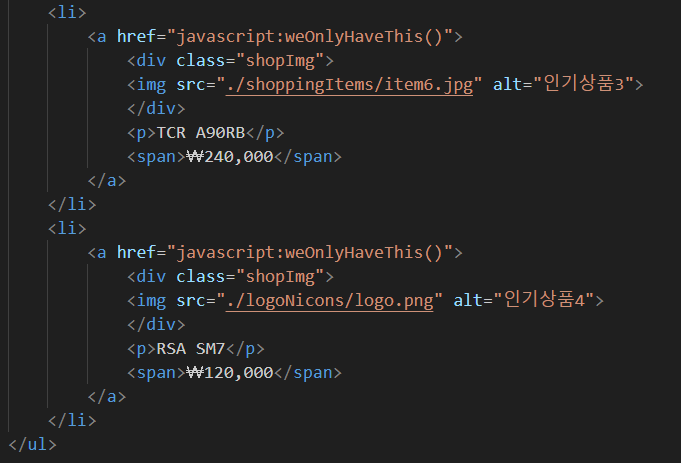 <li>
<a href="javascript:weOnlyHaveThis()">
<div class="shopImg">
<img src="./shoppingItems/item6.jpg" alt="인기상품3">
</div>
<p>TCR A90RB</p>
<span>₩240,000</span>
</a>
</li>
<li>
<a href="javascript:weOnlyHaveThis()">
<div class="shopImg">
<img src="./logoNicons/logo.png" alt="인기상품4">
</div>
<p>RSA SM7</p>
<span>₩120,000</span>
</a>
</li>
</ul>